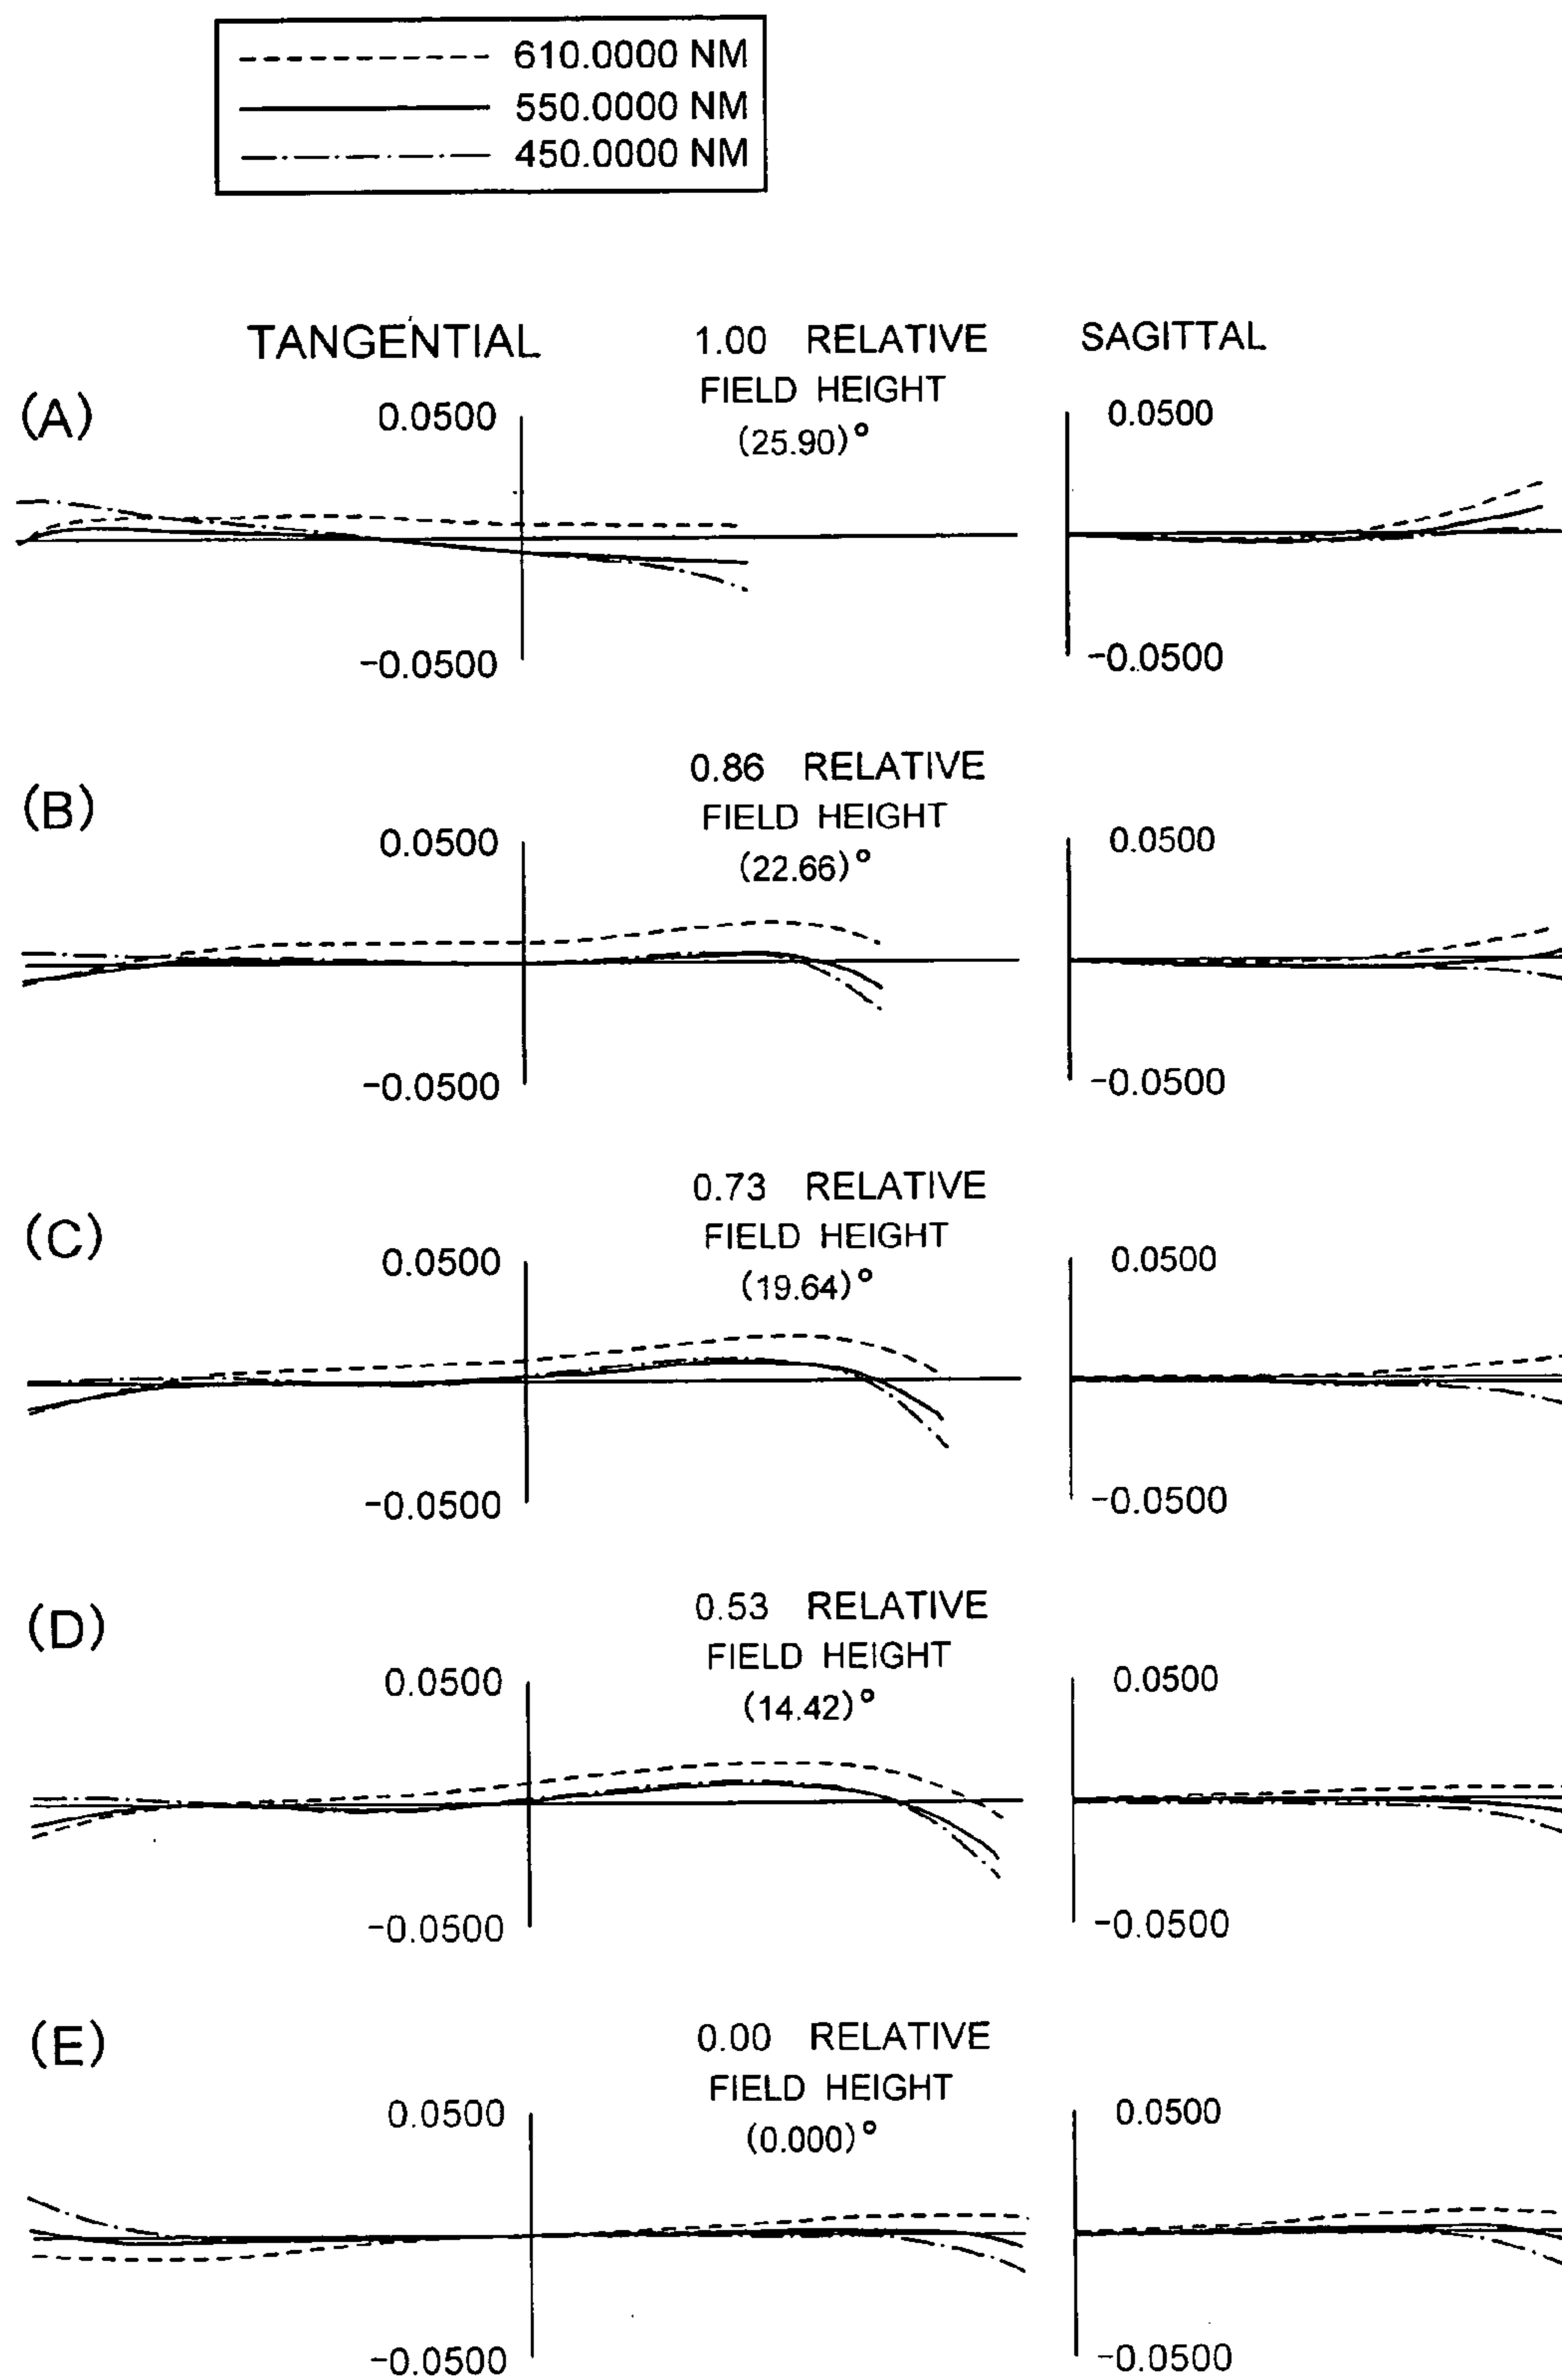 610.0000 NM
550.0000 NM
450.0000 NM
TANGENTIAL
1.00 RELATIVE
FIELD HEIGHT
(25.90)°
SAGITTAL
(A)
0.0500
0.0500
-0.0500
-0.0500
0.86 RELATIVE
FIELD HEIGHT
(22.66)°
(B)
0.0500
0.0500
-0.0500
-0.0500
0.73 RELATIVE
FIELD HEIGHT
(19.64)°
(C)
0.0500
0.0500
-0.0500
-0.0500
0.53 RELATIVE
FIELD HEIGHT
(14.42)°
(D)
0.0500
0.0500
-0.0500
-0.0500
0.00 RELATIVE
FIELD HEIGHT
(0.000)°
(E)
0.0500
0.0500
-0.0500
-0.0500